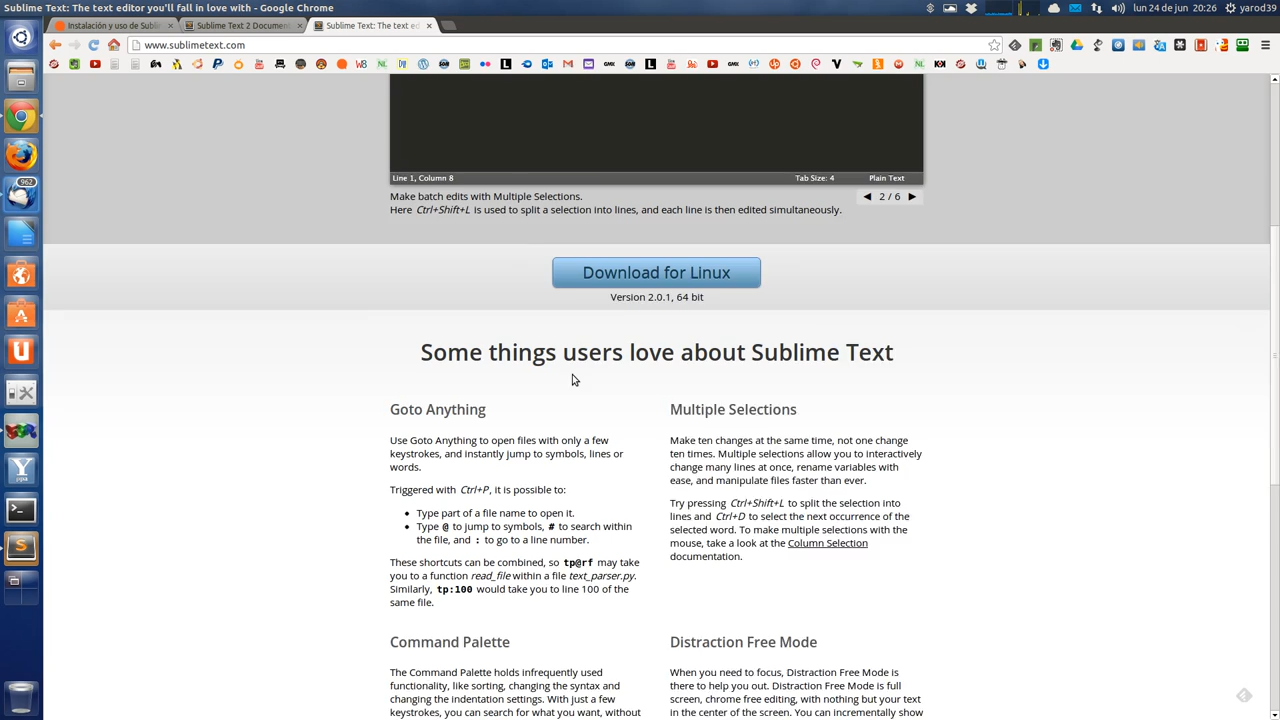 Sublime Text: The text editor you'll fall in love with - Google Chrome
lun 24 de jun 20:26
yarod39
Instalación y uso de Subli
Sublime Text 2 Document
Sublime Text: The text ed
www.sublimetext.com
Line 1, Column 8
Tab Size: 4
Plain Text
Make batch edits with Multiple Selections.
2 / 6
Here Ctrl+Shift+L is used to split a selection into lines, and each line is then edited simultaneously.
962
Download for Linux
Version 2.0.1, 64 bit
Some things users love about Sublime Text
Goto Anything
Use Goto Anything to open files with only a few
keystrokes, and instantly jump to symbols, lines or
words.
Triggered with Ctrl+P, it is possible to:
• Type part of a file name to open it.
• Type @ to jump to symbols, # to search within
the file, and : to go to a line number.
These shortcuts can be combined, so tp@rf may take
you to a function read_file within a file text_parser.py.
Similarly, tp:100 would take you to line 100 of the
same file.
Multiple Selections
Make ten changes at the same time, not one change
ten times. Multiple selections allow you to interactively
change many lines at once, rename variables with
ease, and manipulate files faster than ever.
Try pressing Ctrl+Shift+L to split the selection into
lines and Ctrl+D to select the next occurrence of the
selected word. To make multiple selections with the
mouse, take a look at the Column Selection
documentation.
Command Palette
The Command Palette holds infrequently used
functionality, like sorting, changing the syntax and
changing the indentation settings. With just a few
keystrokes, you can search for what you want, without
Distraction Free Mode
When you need to focus, Distraction Free Mode is
there to help you out. Distraction Free Mode is full
screen, chrome free editing, with nothing but your text
in the center of the screen. You can incrementally show